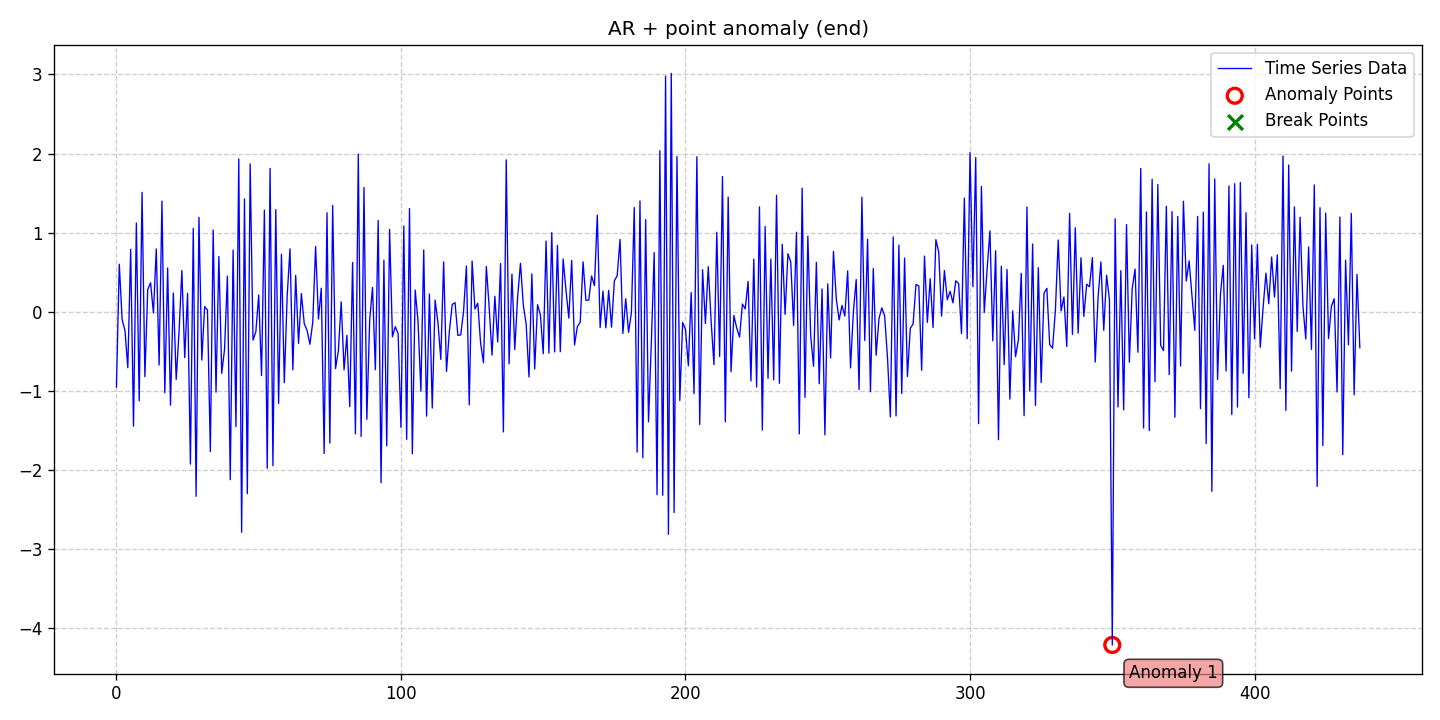 AR + point anomaly (end)
Time Series Data
Anomaly Points
Break Points
3
2
1
0
−1
−2
−3
−4
Anomaly 1
0 100 200 300 400